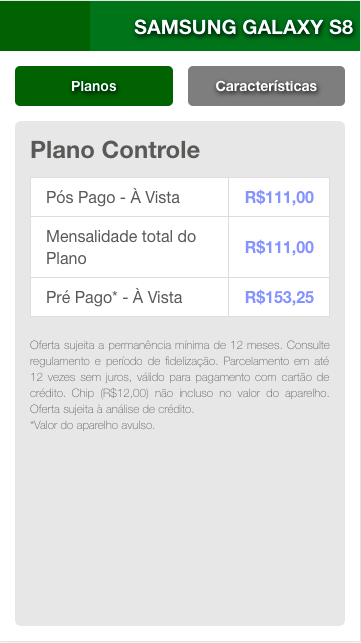 SAMSUNG GALAXY S8
Planos
Características
Plano Controle
Pós Pago - À Vista
R$111,00
Mensalidade total do
Plano
R$111,00
Pré Pago* - À Vista
R$153,25
Oferta sujeita a permanência mínima de 12 meses. Consulte
regulamento e período de fidelização. Parcelamento em até
12 vezes sem juros, válido para pagamento com cartão de
crédito. Chip (R$12,00) não incluso no valor do aparelho.
Oferta sujeita à análise de crédito.
*Valor do aparelho avulso.